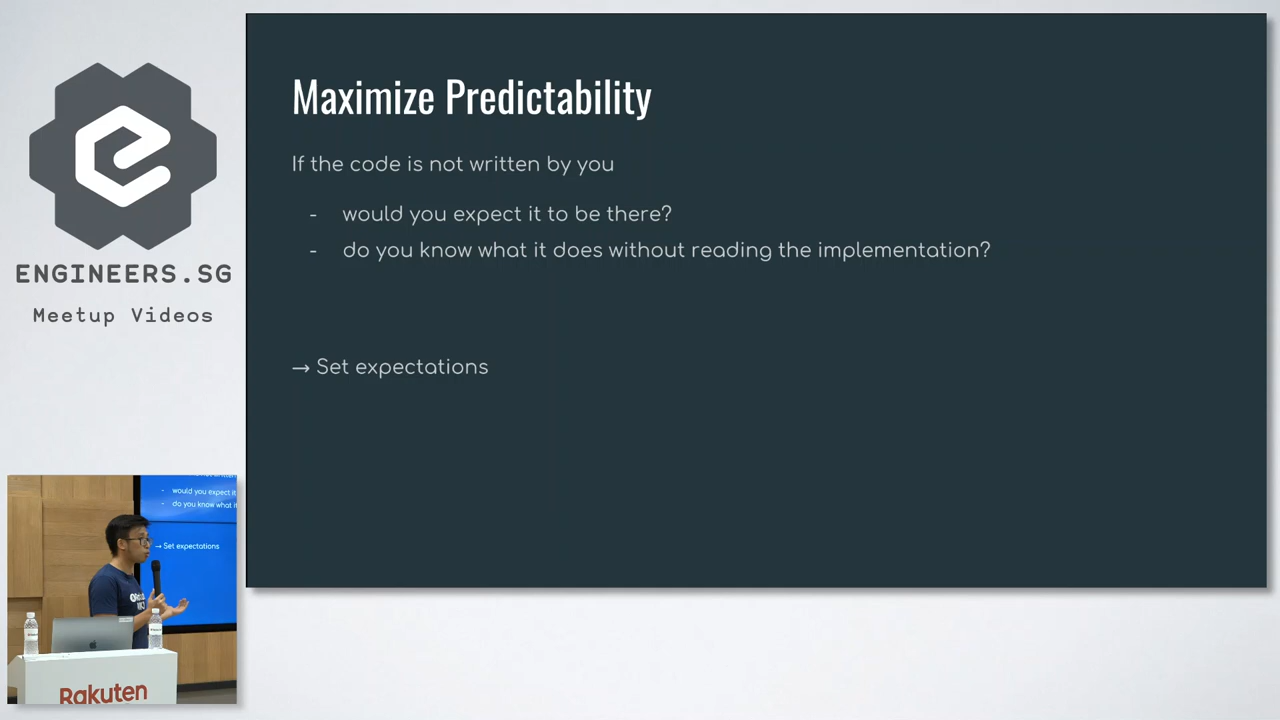 Maximize Predictability
If the code is not written by you
- would you expect it to be there?
- do you know what it does without reading the implementation?
→ Set expectations
ENGINEERS.SG
Meetup Videos
would you expect it
do you know what i
→ Set expectations
Rakuten